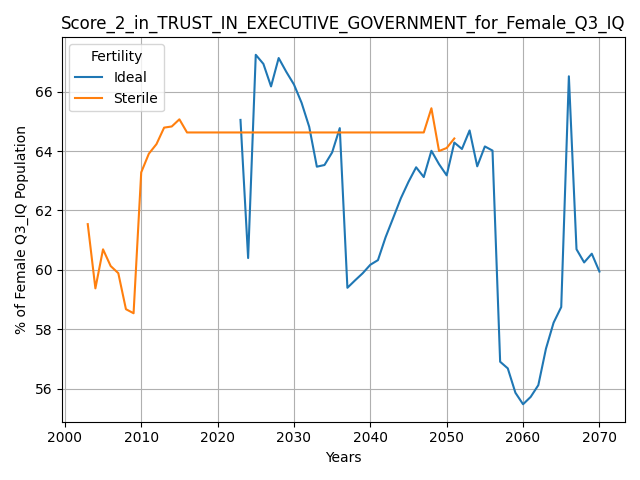 Score_2_in_TRUST_IN_EXECUTIVE_GOVERNMENT_for_Female_Q3_IQ
Fertility
Ideal
Sterile
% of Female Q3_IQ Population
66
64
62
60
58
56
2000 2010 2020 2030 2040 2050 2060 2070
Years